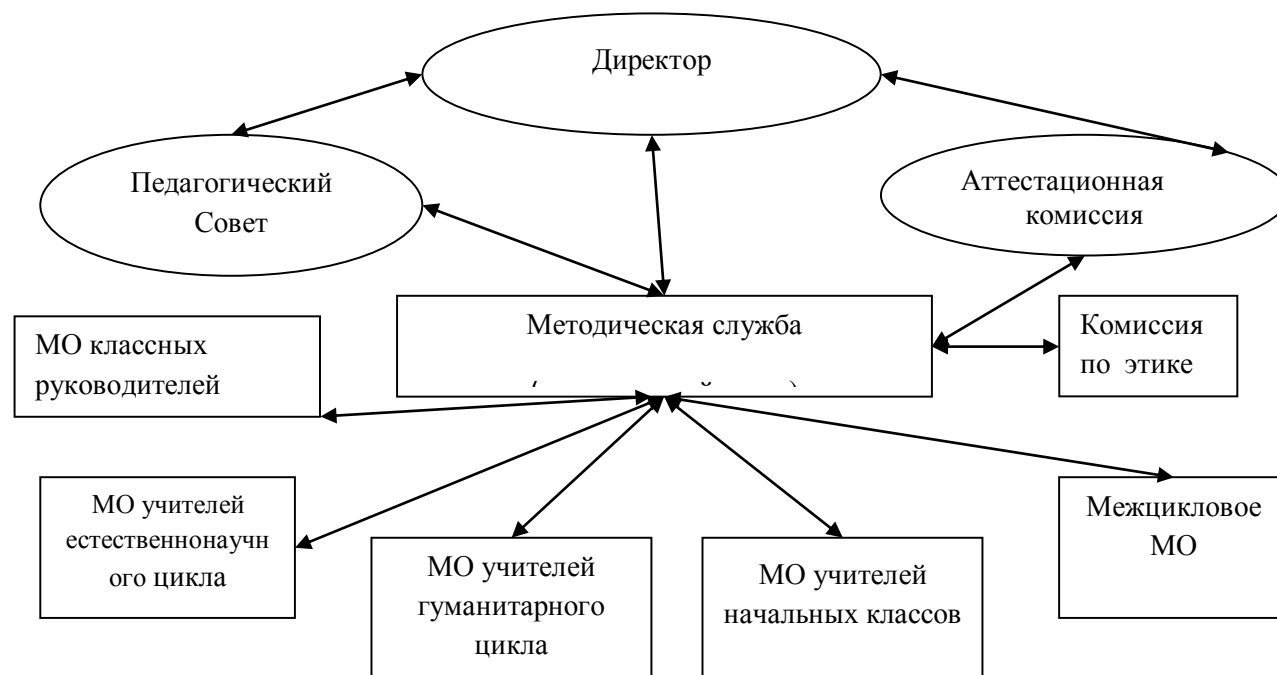 Директор
Педагогический
Совет
Аттестационная
комиссия
Методическая служба
МО классных
руководителей
Комиссия
по этике
МО учителей
естественнонаучн
ого цикла
МО учителей
гуманитарного
цикла
МО учителей
начальных классов
Межцикловое
МО